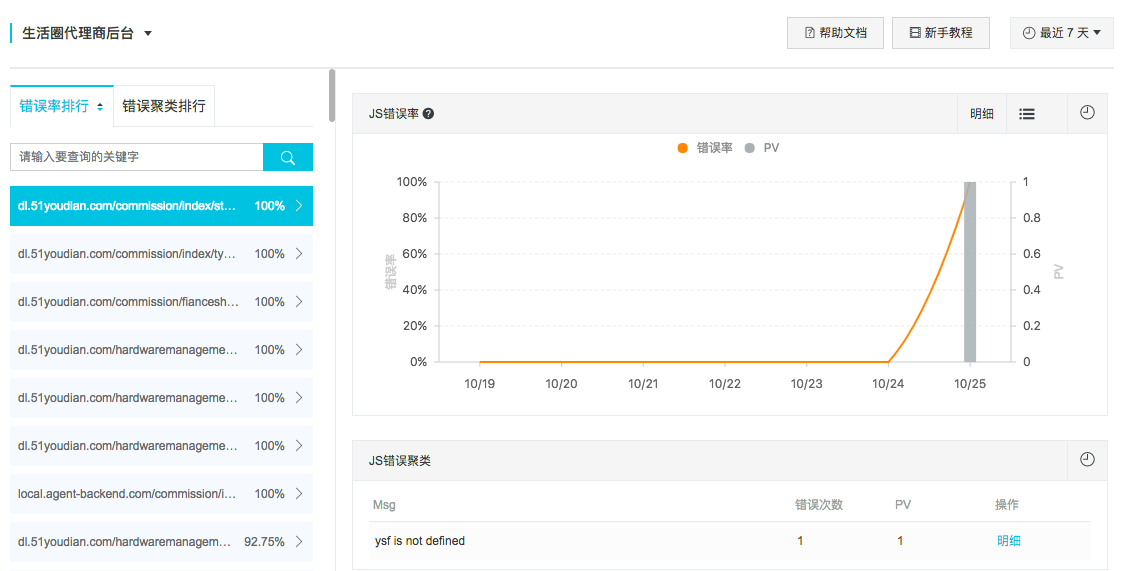 生活圈代理商后台
帮助文档
新手教程
最近 7 天
错误率排行
错误聚类排行
请输入要查询的关键字
dl.51youdian.com/commission/index/st... 100%
dl.51youdian.com/commission/index/ty... 100%
dl.51youdian.com/commission/fiancesh... 100%
dl.51youdian.com/hardwaremanageme... 100%
dl.51youdian.com/hardwaremanageme... 100%
dl.51youdian.com/hardwaremanageme... 100%
local.agent-backend.com/commission/i... 100%
dl.51youdian.com/hardwaremanagem... 92.75%
JS错误率
明细
错误率 PV
100% 1
80% 0.8
60% 0.6
40% 0.4
20% 0.2
0% 0
错误率
PV
10/19 10/20 10/21 10/22 10/23 10/24 10/25
JS错误聚类
Msg 错误次数 PV 操作
ysf is not defined 1 1 明细